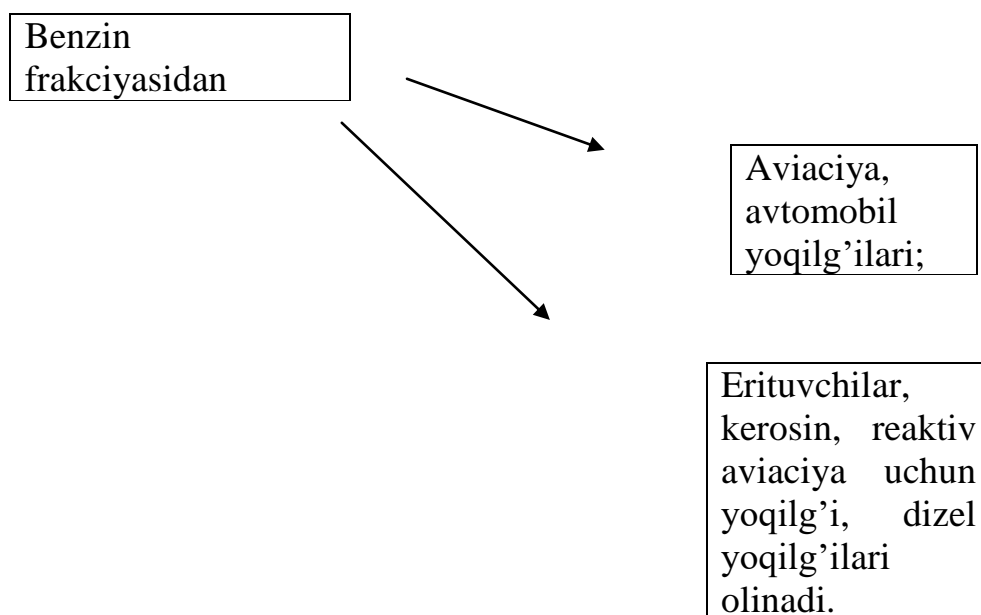 Benzin
frakciyasidan
Aviaciya,
avtomobil
yoqilg’ilari;
Erituvchilar,
kerosin, reaktiv
aviaciya uchun
yoqilg’i, dizel
yoqilg’ilari
olinadi.